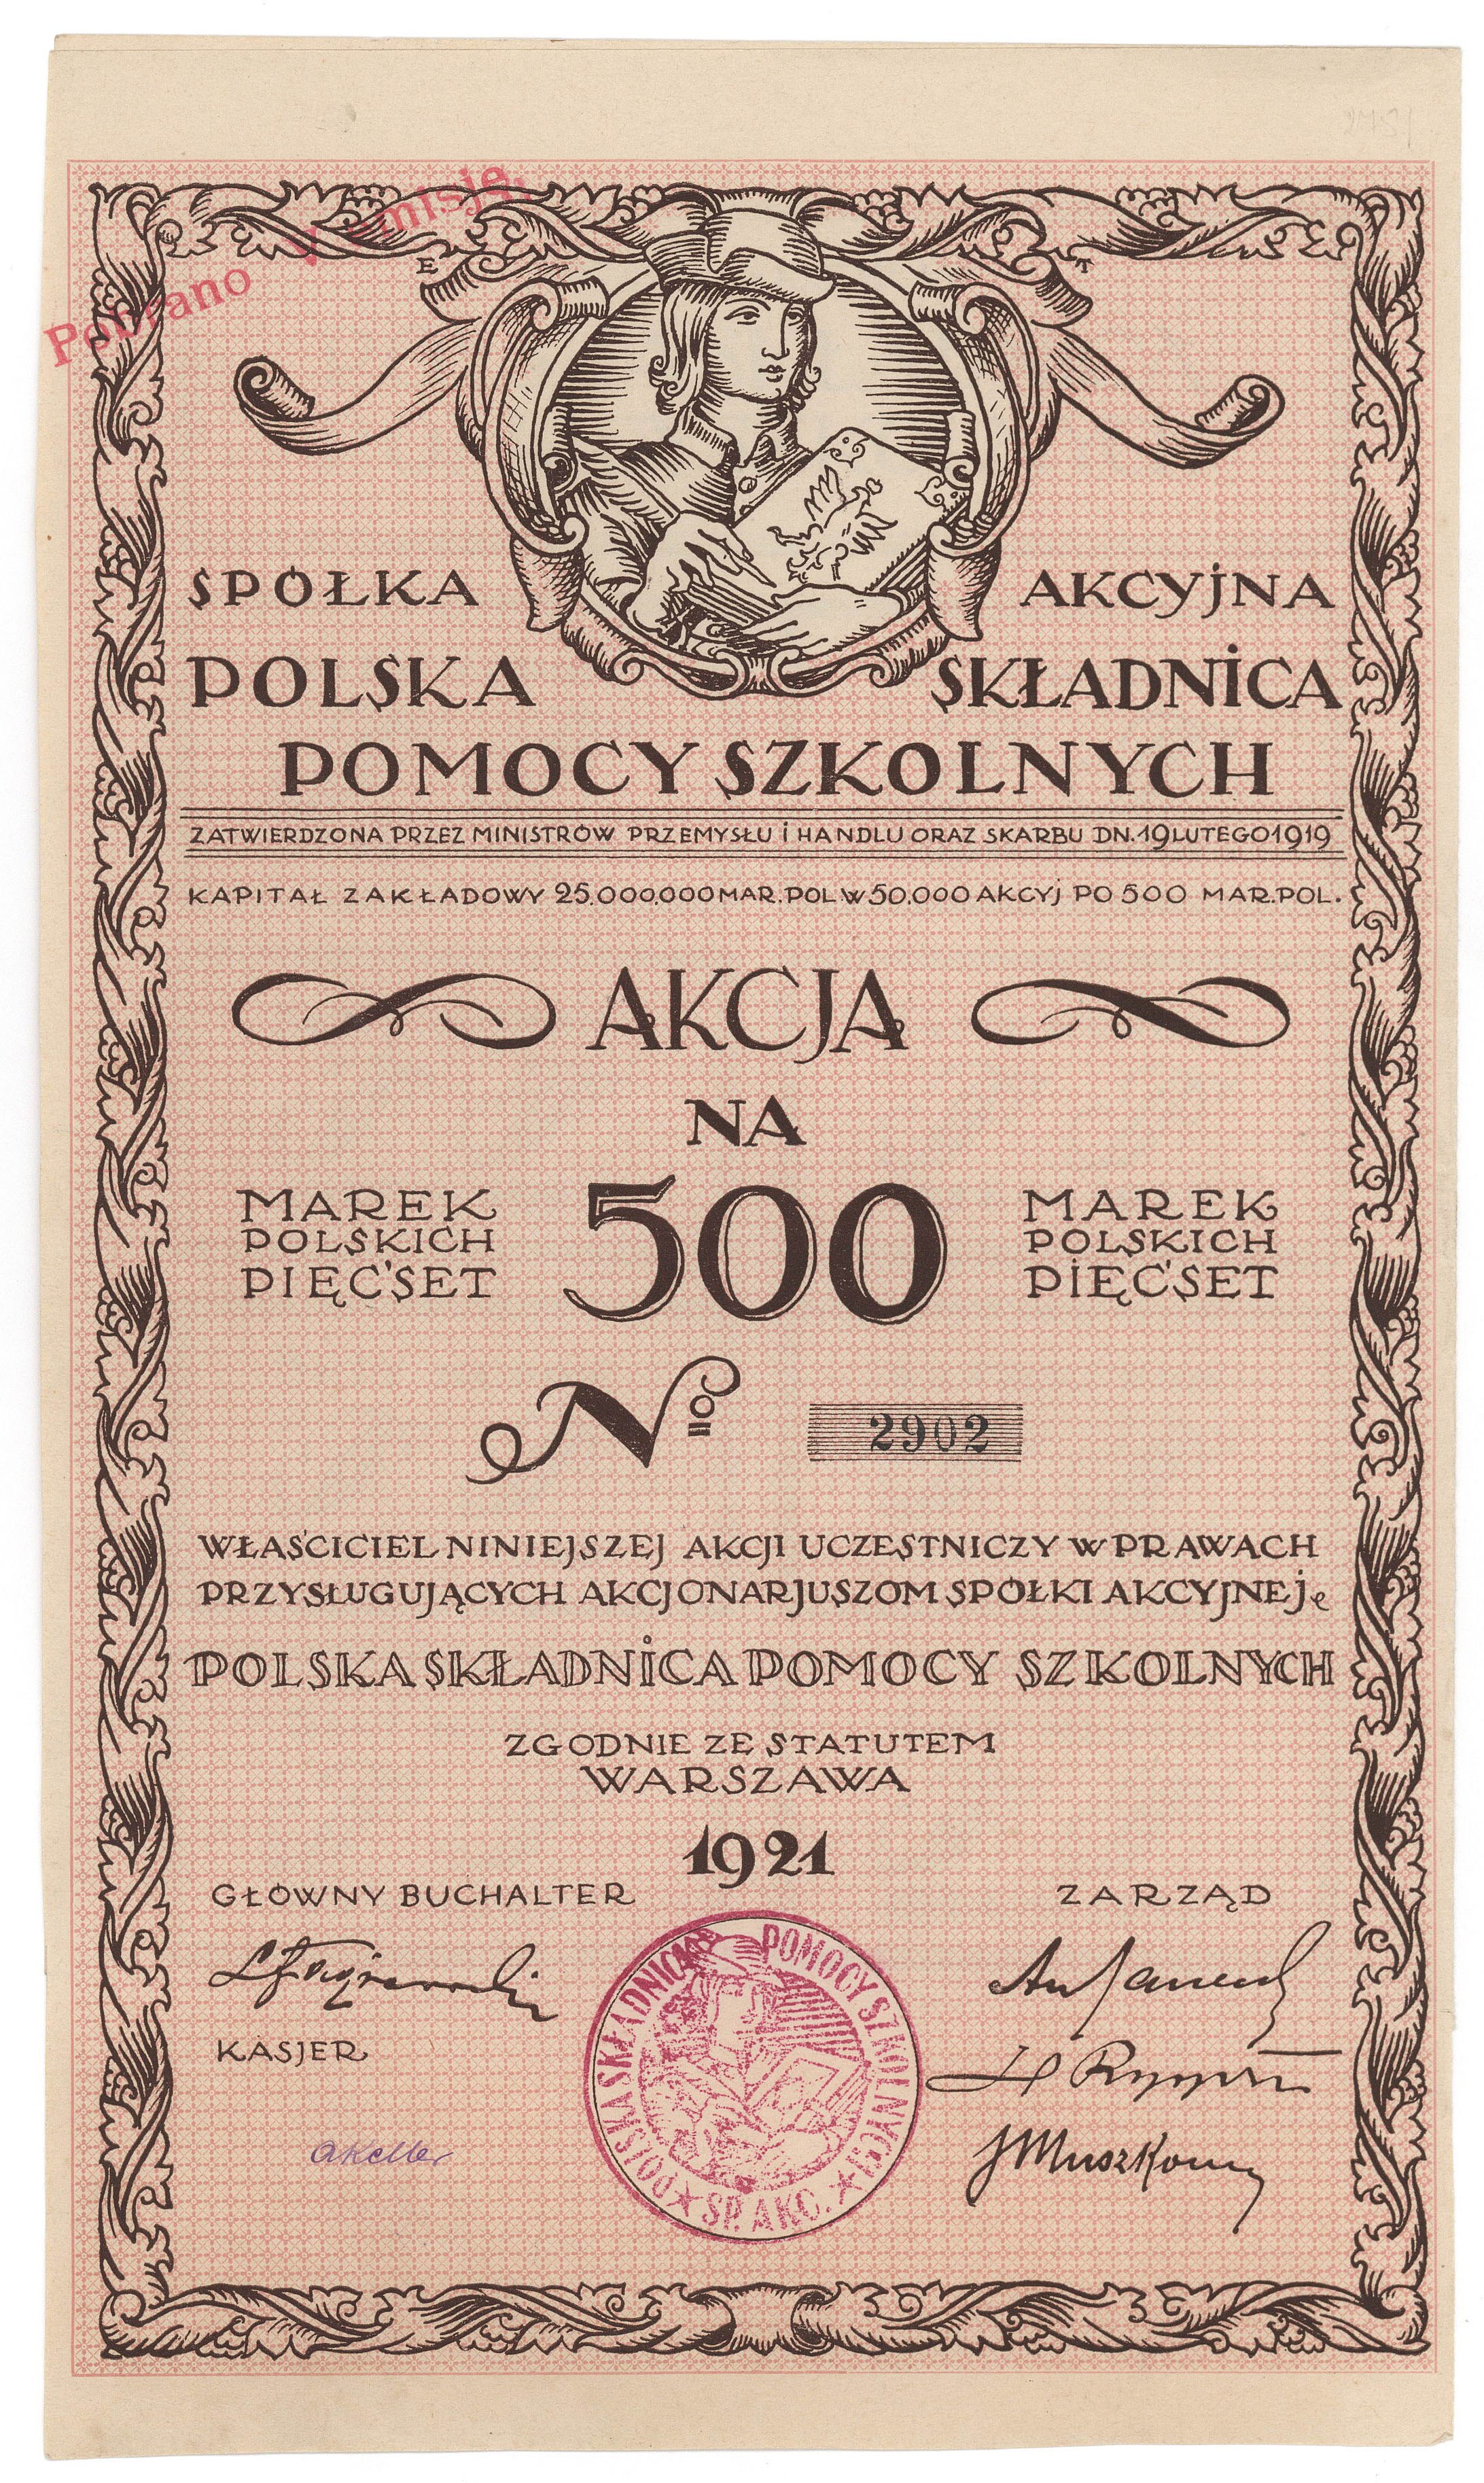 Pobrano V emisję.
E T
SPÓŁKA AKCYJNA
POLSKA SKŁADNICA
POMOCY SZKOLNYCH
ZATWIERDZONA PRZEZ MINISTRÓW PRZEMYSŁU i HANDLU ORAZ SKARBU DN. 19 LUTEGO 1919
KAPITAŁ ZAKŁADOWY 25.000.000 MAR. POL W 50.000 AKCYJ PO 500 MAR. POL.
AKCJA
NA
MAREK POLSKICH PIĘĆSET
500
MAREK POLSKICH PIĘĆSET
No 2902
WŁAŚCICIEL NINIEJSZEJ AKCJI UCZESTNICZY W PRAWACH
PRZYSŁUGUJĄCYCH AKCJONARJUSZOM SPÓŁKI AKCYJNEJ
POLSKA SKŁADNICA POMOCY SZKOLNYCH
ZGODNIE ZE STATUTEM
WARSZAWA
1921
GŁÓWNY BUCHALTER ZARZĄD
KASJER
POLSKA SKŁADNICA POMOCY SZKOLNYCH
SP. AKC.